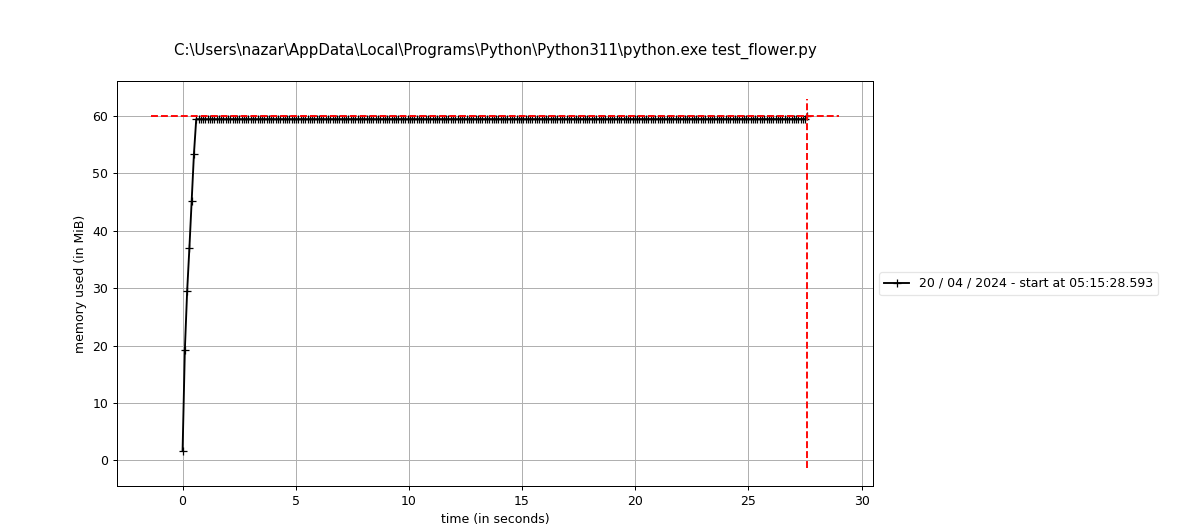 C:\Users\nazar\AppData\Local\Programs\Python\Python311\python.exe test_flower.py
60
50
40
30
20
10
0
memory used (in MiB)
0 5 10 15 20 25 30
time (in seconds)
20 / 04 / 2024 - start at 05:15:28.593